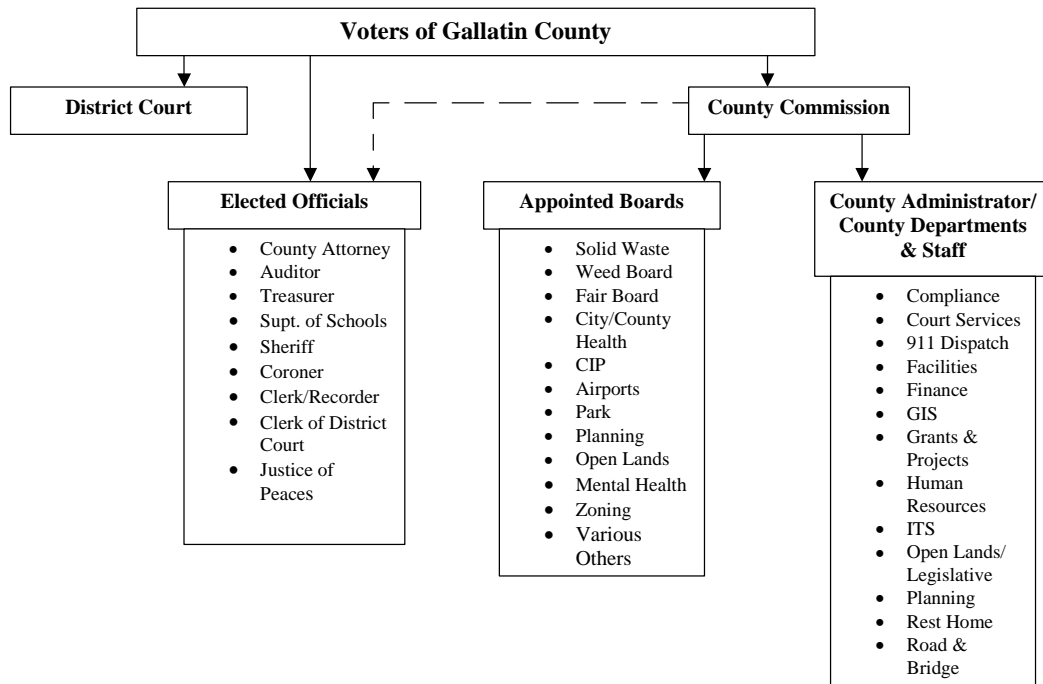 Voters of Gallatin County
District Court
County Commission
Elected Officials
• County Attorney
• Auditor
• Treasurer
• Supt. of Schools
• Sheriff
• Coroner
• Clerk/Recorder
• Clerk of District
Court
• Justice of
Peaces
Appointed Boards
• Solid Waste
• Weed Board
• Fair Board
• City/County
Health
• CIP
• Airports
• Park
• Planning
• Open Lands
• Mental Health
• Zoning
• Various
Others
County Administrator/
County Departments
& Staff
• Compliance
• Court Services
• 911 Dispatch
• Facilities
• Finance
• GIS
• Grants &
Projects
• Human
Resources
• ITS
• Open Lands/
Legislative
• Planning
• Rest Home
• Road &
Bridge